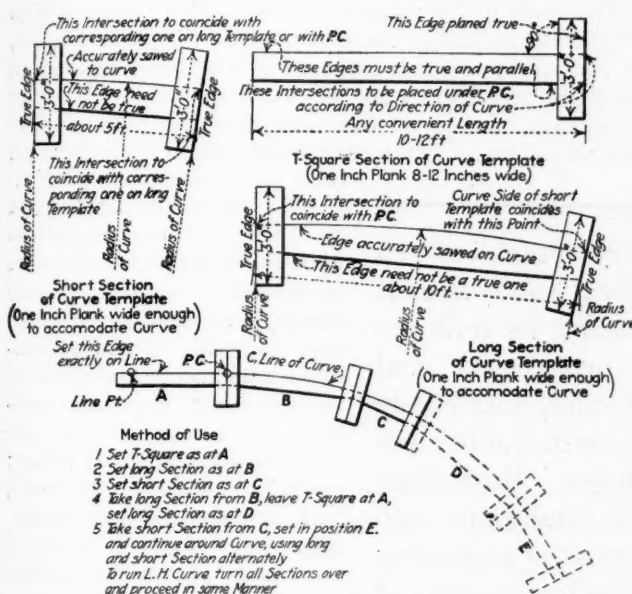 This Intersection to coincide with
corresponding one on long Template or with P.C.
Accurately sawed
to curve
This Edge need
not be true
True Edge
3'-0"
3'-0"
True Edge
about 5ft.
This Intersection to
coincide with corres-
ponding one on long
Template
Radius of Curve
Radius
of Curve
Radius of Curve
Short Section
of Curve Template
(One Inch Plank wide enough
to accomodate Curve)
This Edge planed true
90°
3'-0"
These Edges must be true and parallel
These Intersections to be placed under P.C.,
according to Direction of Curve
Any convenient Length
10-12ft
T-Square Section of Curve Template
(One Inch Plank 8-12 Inches wide)
This Intersection to
coincide with P.C.
Curve Side of short
Template coincides
with this Point
True Edge
3'-0"
Edge accurately sawed on Curve
This Edge need not be a true one
about 10ft.
3'-0"
True Edge
Radius
of Curve
Radius
of Curve
Radius
of Curve
Long Section
of Curve Template
(One Inch Plank wide enough
to accomodate Curve)
Set this Edge
exactly on Line
P.C.
C, Line of Curve
Line Pt.
A
B
C
D
E
Method of Use
1 Set T-Square as at A
2 Set long Section as at B
3 Set short Section as at C
4 Take long Section from B, leave T-Square at A,
set long Section as at D
5 Take short Section from C, set in position E.
and continue around Curve, using long
and short Section alternately
To run L.H. Curve turn all Sections over
and proceed in same Manner